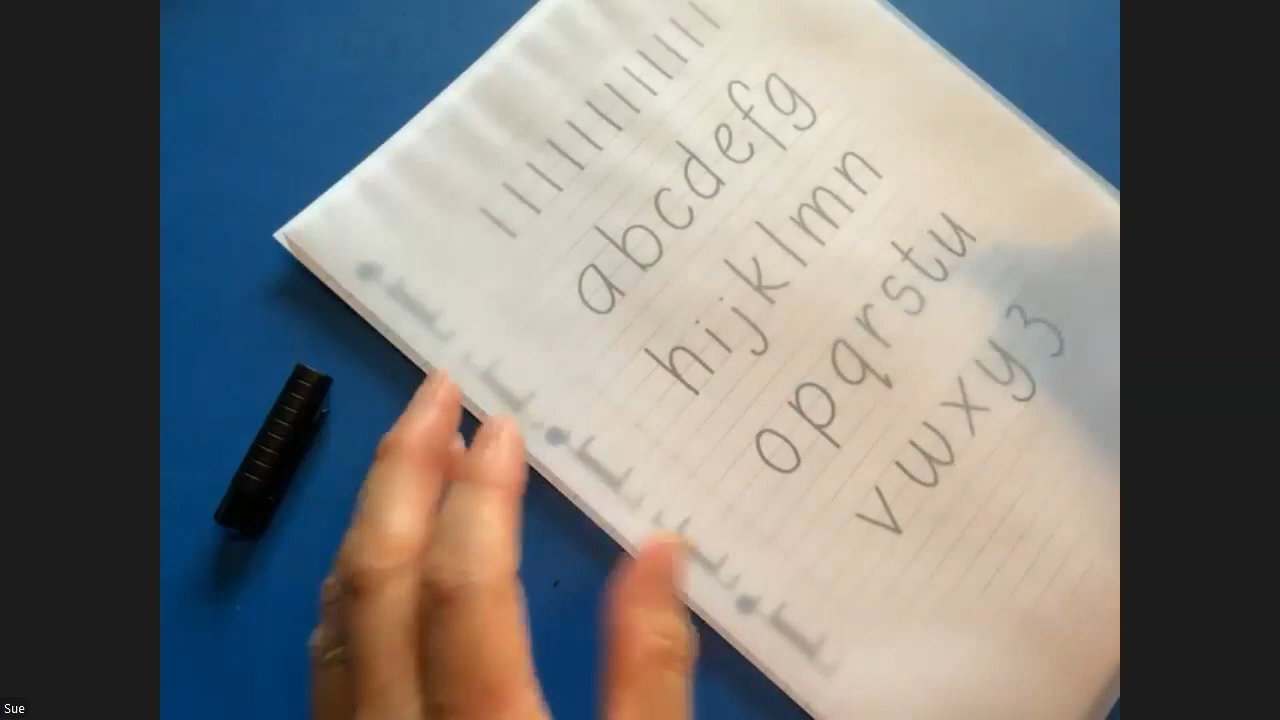 abcdefg
hijklmn
opqrstu
vwxyz
Sue